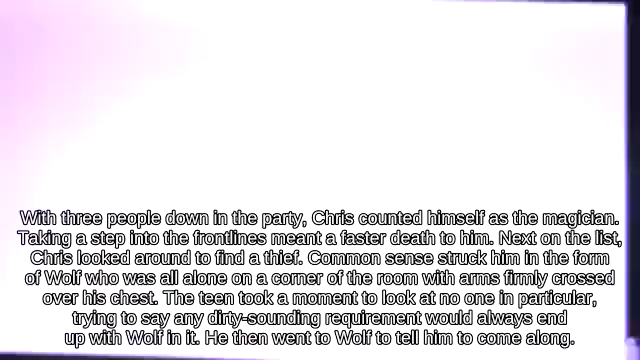 With three people down in the party, Chris counted himself as the magician.
Taking a step into the frontlines meant a faster death to him. Next on the list,
Chris looked around to find a thief. Common sense struck him in the form
of Wolf who was all alone on a corner of the room with arms firmly crossed
over his chest. The teen took a moment to look at no one in particular,
trying to say any dirty-sounding requirement would always end
up with Wolf in it. He then went to Wolf to tell him to come along.